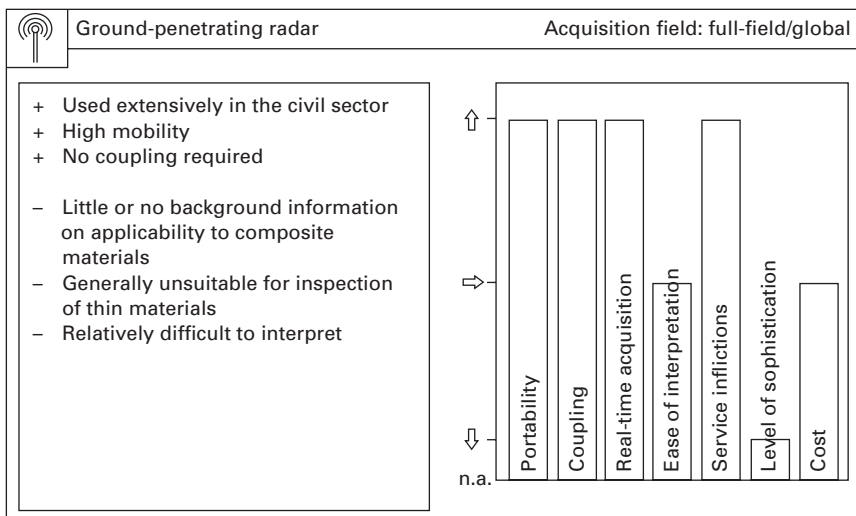 Ground-penetrating radar
Acquisition field: full-field/global
+ Used extensively in the civil sector
+ High mobility
+ No coupling required
– Little or no background information
on applicability to composite
materials
– Generally unsuitable for inspection
of thin materials
– Relatively difficult to interpret
n.a.
Portability
Coupling
Real-time acquisition
Ease of interpretation
Service inflictions
Level of sophistication
Cost